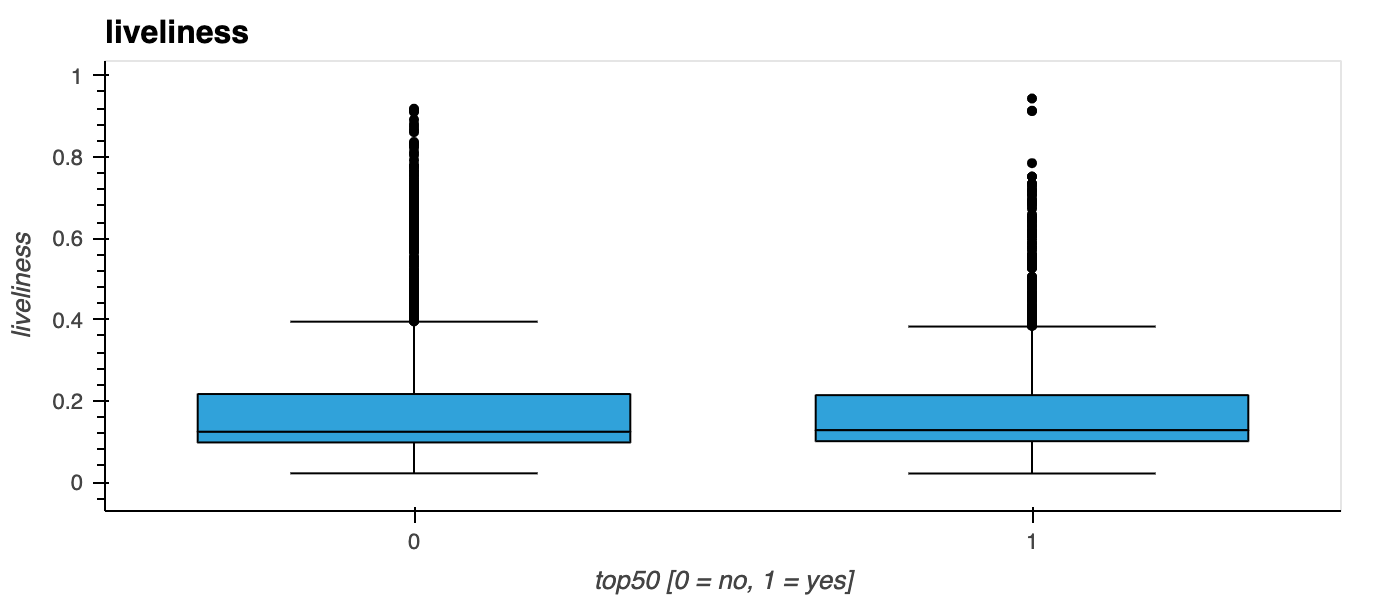 liveliness
1
0.8
0.6
0.4
0.2
0
liveliness
0
1
top50 [0 = no, 1 = yes]